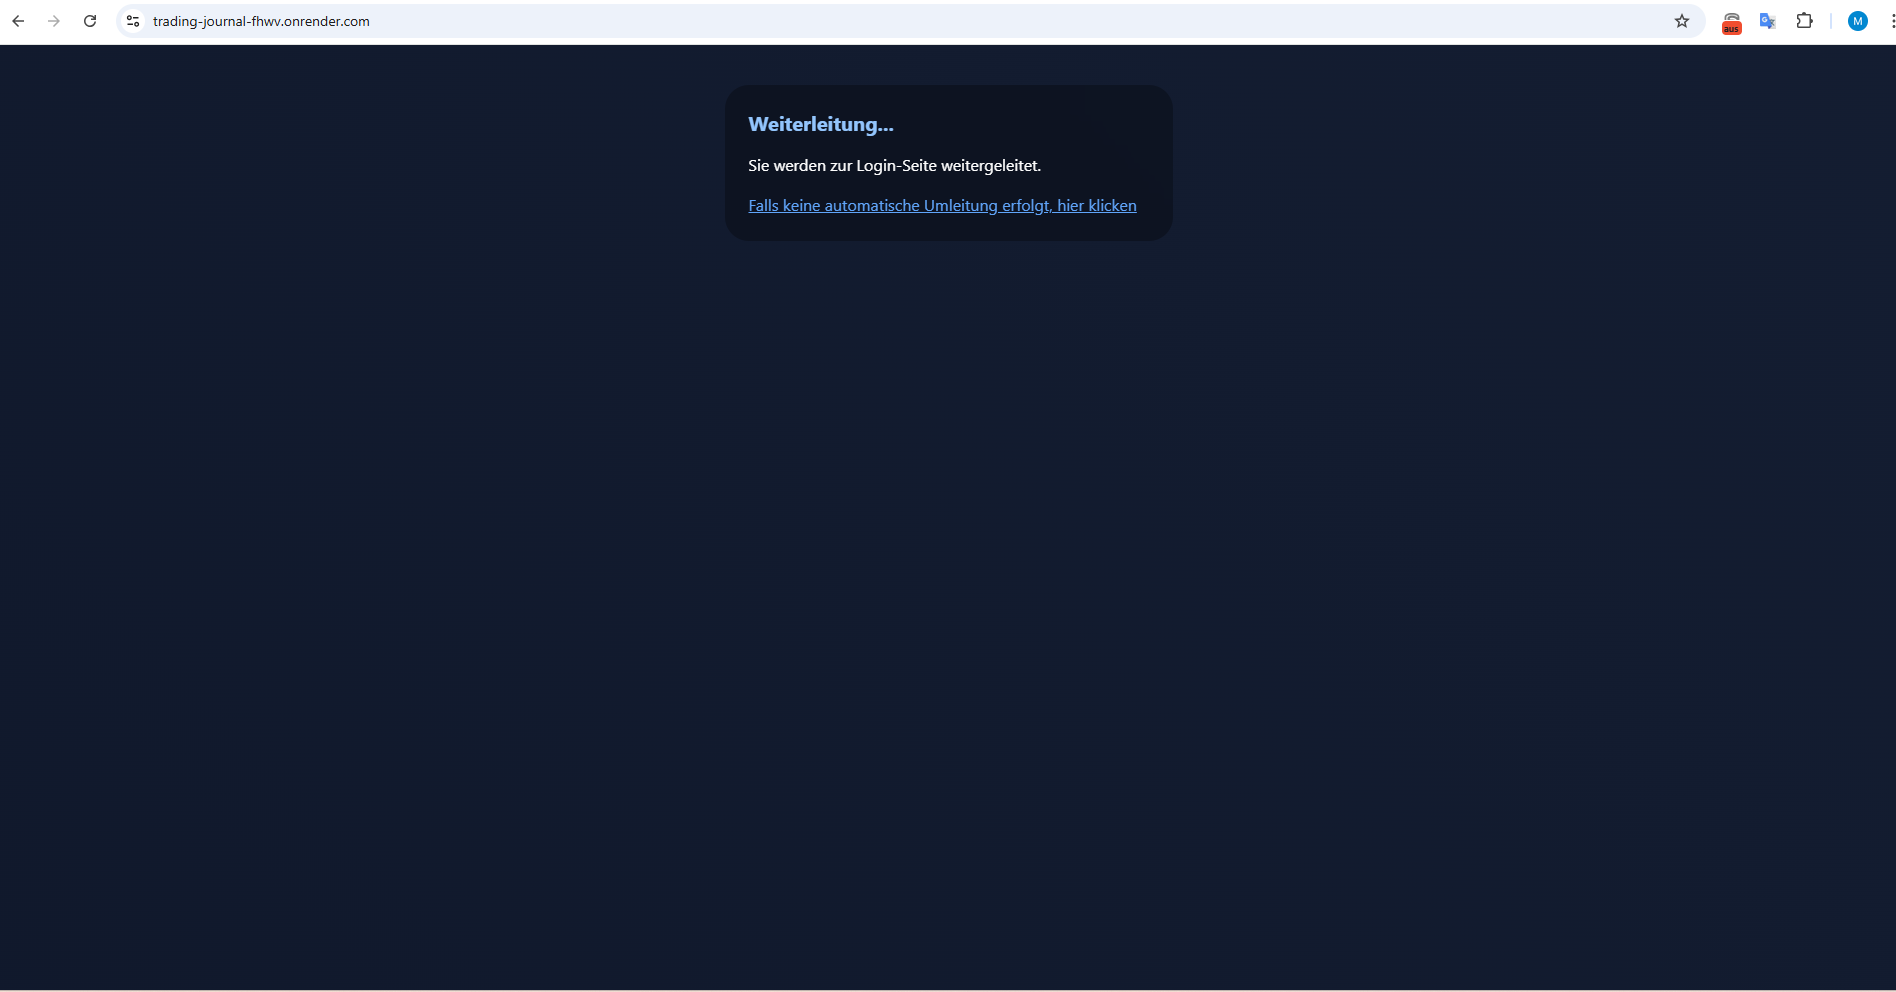 trading-journal-fhwv.onrender.com
aus
G
M
Weiterleitung...
Sie werden zur Login-Seite weitergeleitet.
Falls keine automatische Umleitung erfolgt, hier klicken